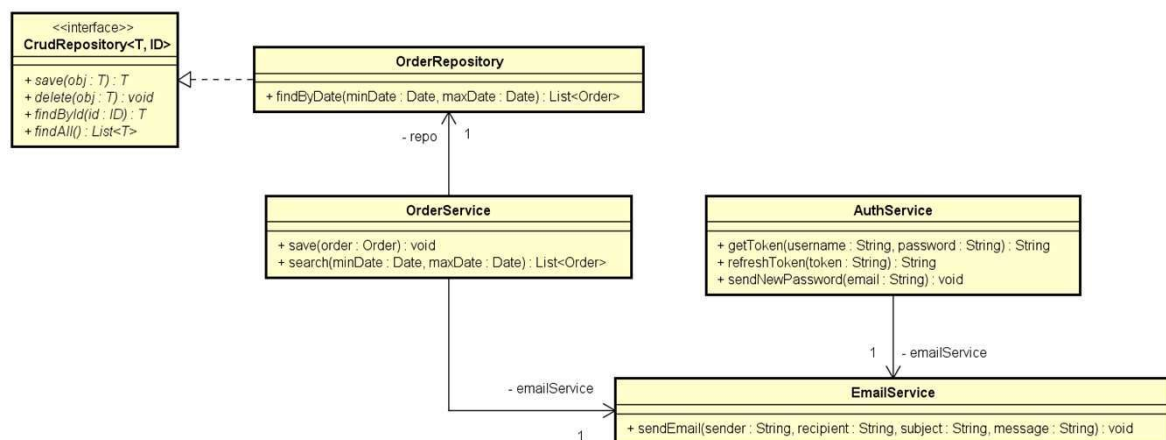 <<interface>>
CrudRepository<T, ID>
+ save(obj : T) : T
+ delete(obj : T) : void
+ findById(id : ID) : T
+ findAll() : List<T>
OrderRepository
+ findByDate(minDate : Date, maxDate : Date) : List<Order>
- repo
1
OrderService
+ save(order : Order) : void
+ search(minDate : Date, maxDate : Date) : List<Order>
AuthService
+ getToken(username : String, password : String) : String
+ refreshToken(token : String) : String
+ sendNewPassword(email : String) : void
1
- emailService
- emailService
1
EmailService
+ sendEmail(sender : String, recipient : String, subject : String, message : String) : void